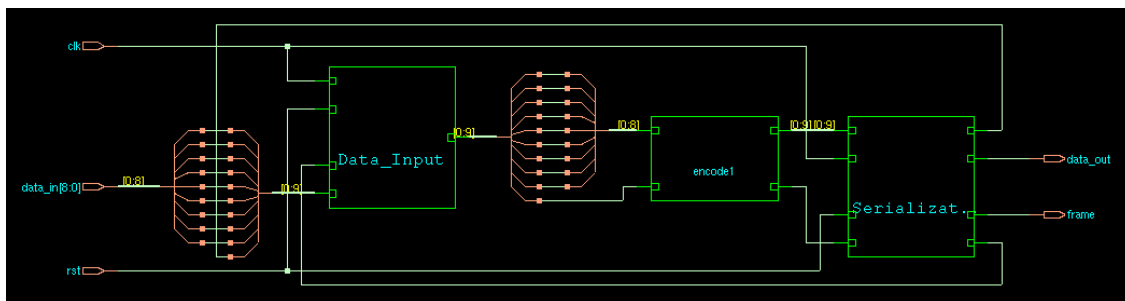 clk
data_in[8:0]
rst
[0:8]
[0:9]
Data_Input
[0:9]
[0:8]
encode1
[0:9][0:9]
Serializat.
data_out
frame